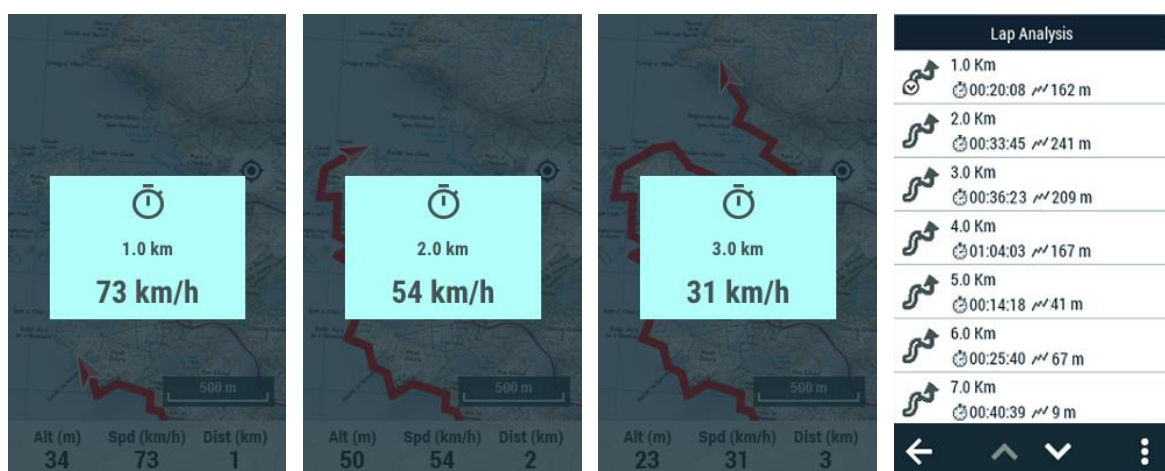 1.0 km
73 km/h
500 m
Alt (m) Spd (km/h) Dist (km)
34 73 1
2.0 km
54 km/h
500 m
Alt (m) Spd (km/h) Dist (km)
50 54 2
3.0 km
31 km/h
500 m
Alt (m) Spd (km/h) Dist (km)
23 31 3
Lap Analysis
1.0 Km
00:20:08 162 m
2.0 Km
00:33:45 241 m
3.0 Km
00:36:23 209 m
4.0 Km
01:04:03 167 m
5.0 Km
00:14:18 41 m
6.0 Km
00:25:40 67 m
7.0 Km
00:40:39 9 m